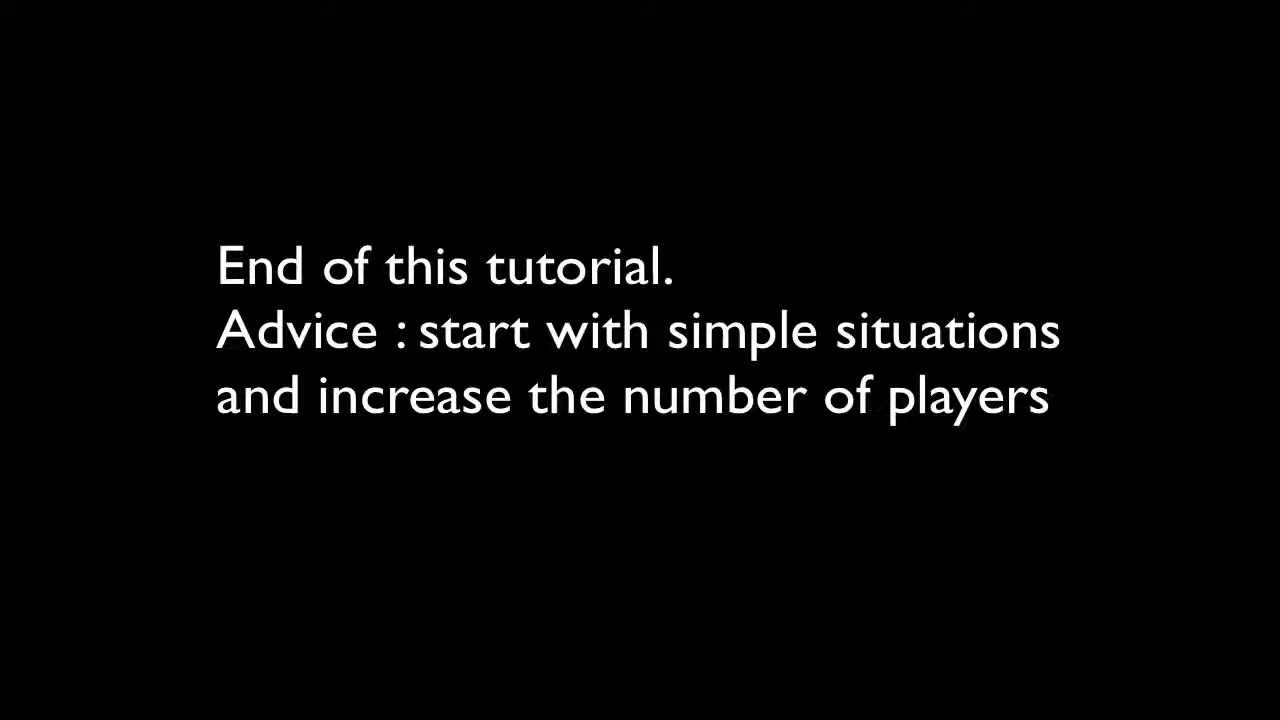 End of this tutorial.
Advice : start with simple situations
and increase the number of players